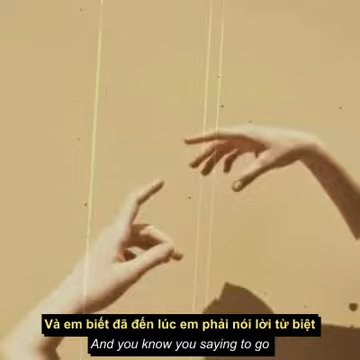 Và em biết đã đến lúc em phải nói lời từ biệt
And you know you saying to go